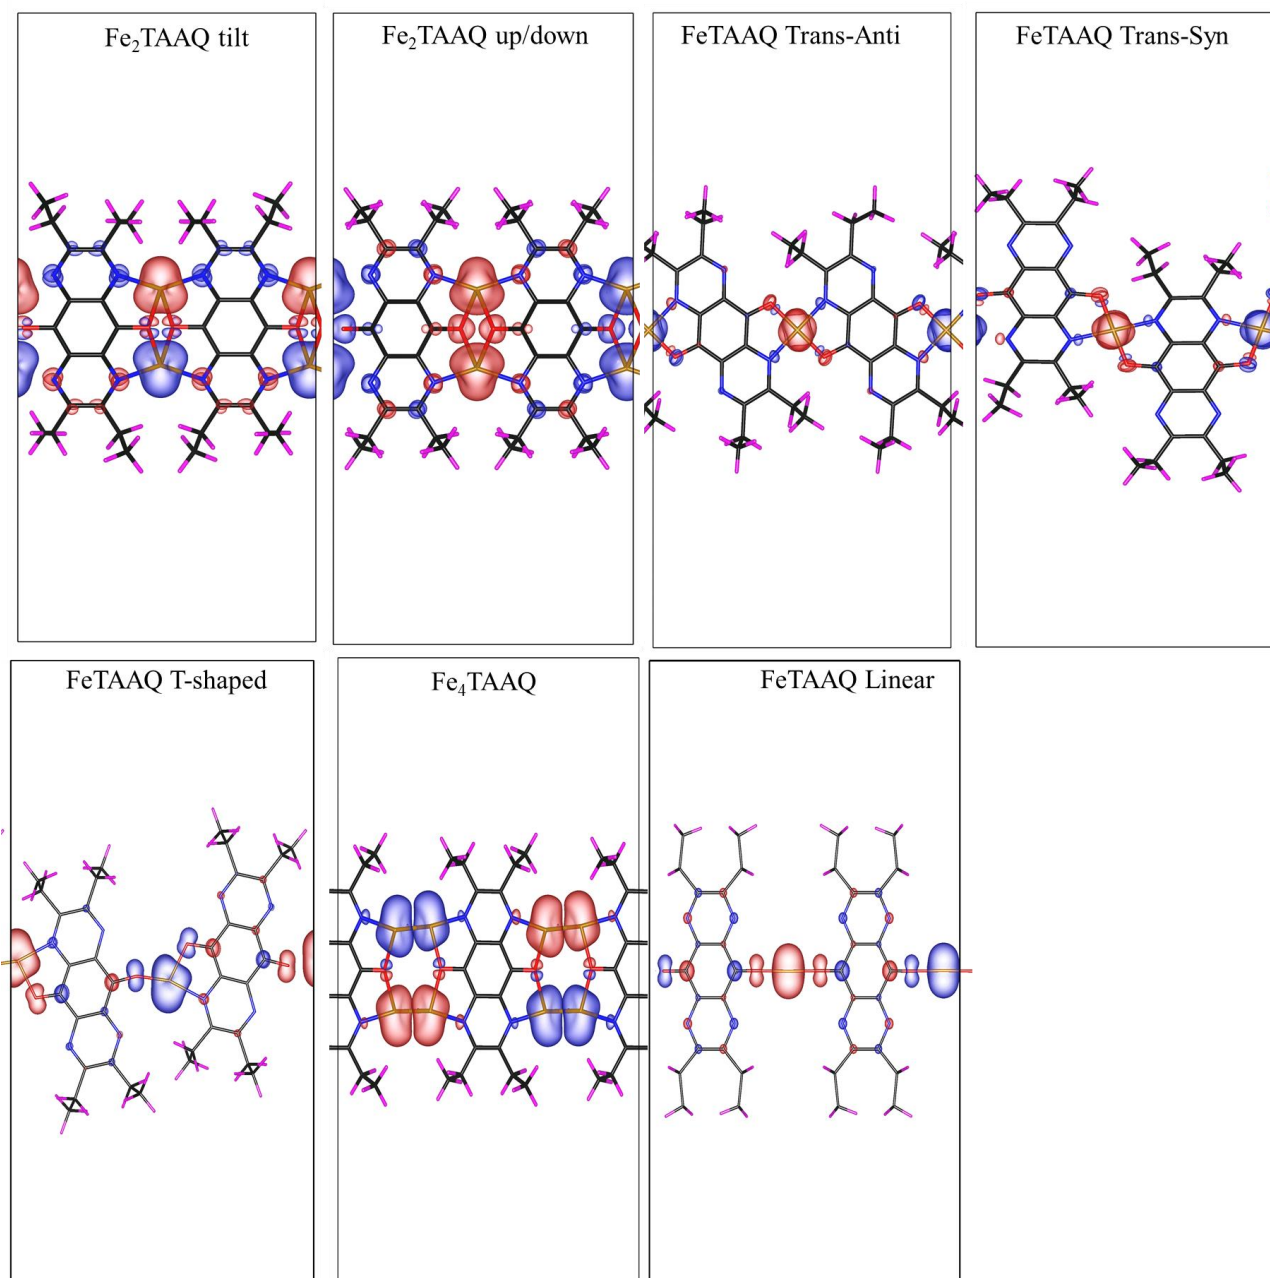 Fe₂TAAQ tilt
Fe₂TAAQ up/down
FeTAAQ Trans-Anti
FeTAAQ Trans-Syn
FeTAAQ T-shaped
Fe₄TAAQ
FeTAAQ Linear